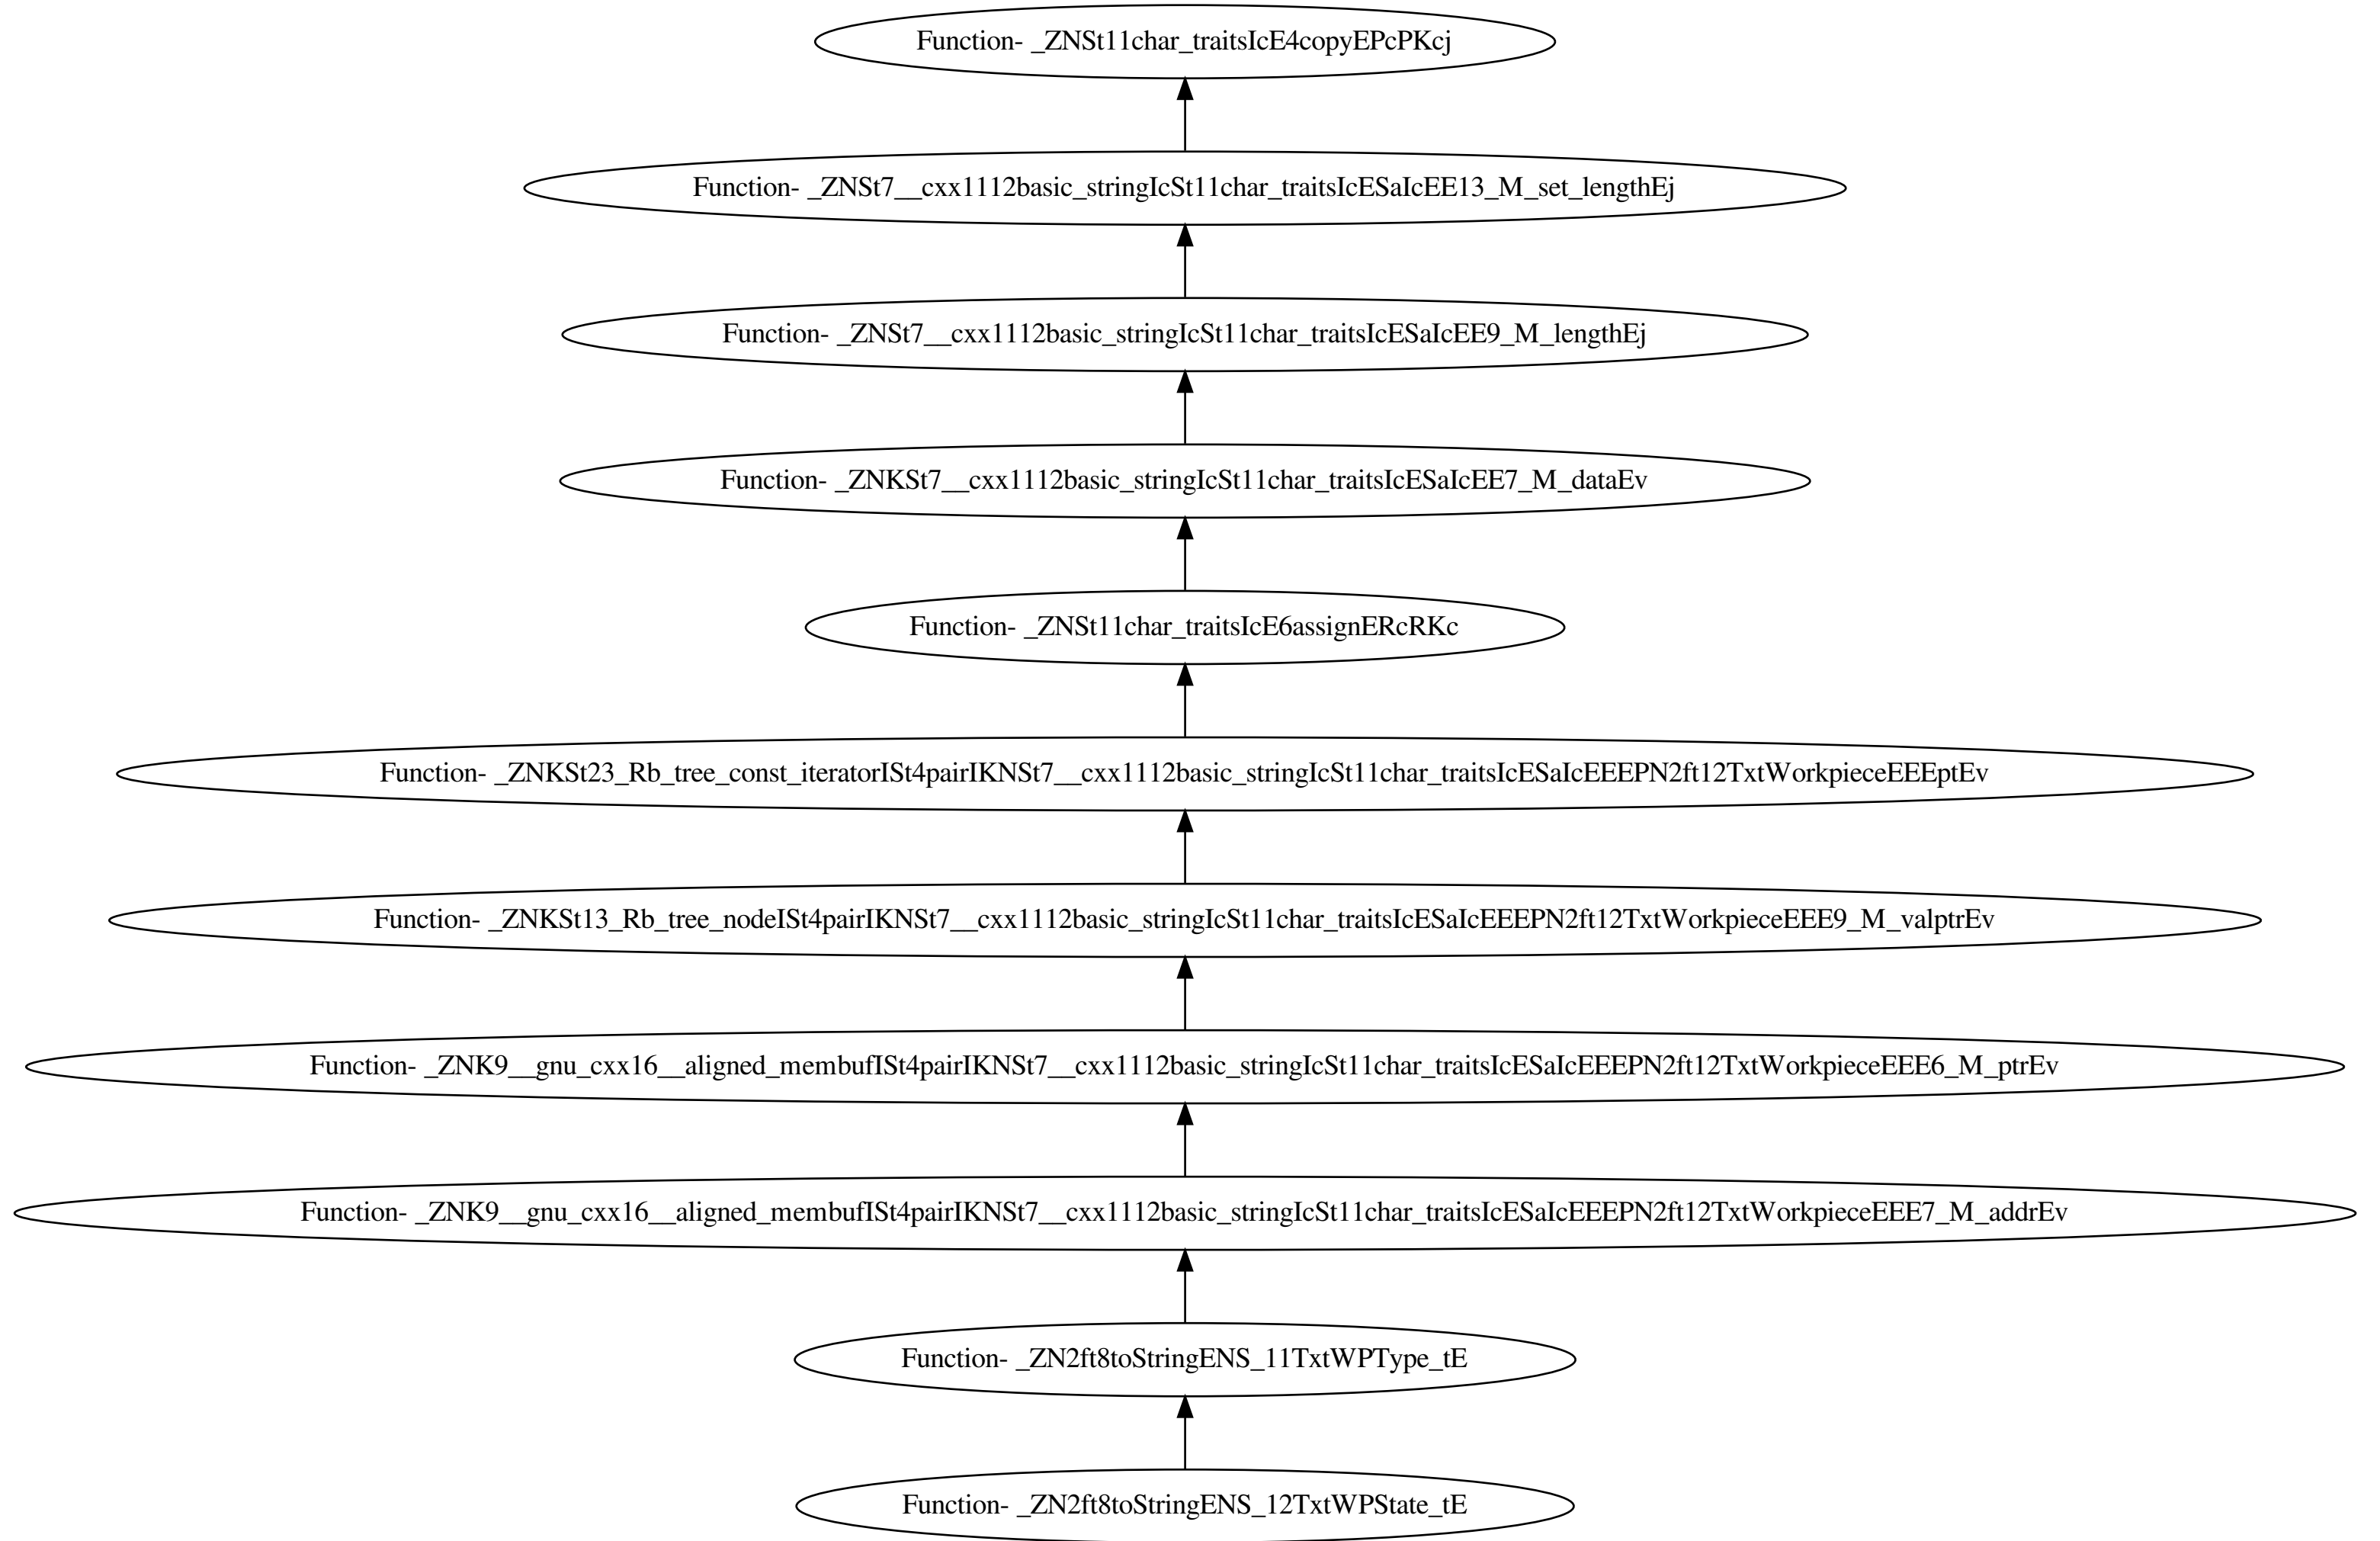 Function- _ZNSt11char_traitsIcE4copyEPcPKcj
Function- _ZNSt7__cxx1112basic_stringIcSt11char_traitsIcESaIcEE13_M_set_lengthEj
Function- _ZNSt7__cxx1112basic_stringIcSt11char_traitsIcESaIcEE9_M_lengthEj
Function- _ZNKSt7__cxx1112basic_stringIcSt11char_traitsIcESaIcEE7_M_dataEv
Function- _ZNSt11char_traitsIcE6assignERcRKc
Function- _ZNKSt23_Rb_tree_const_iteratorISt4pairIKNSt7__cxx1112basic_stringIcSt11char_traitsIcESaIcEEEPN2ft12TxtWorkpieceEEEptEv
Function- _ZNKSt13_Rb_tree_nodeISt4pairIKNSt7__cxx1112basic_stringIcSt11char_traitsIcESaIcEEEPN2ft12TxtWorkpieceEEE9_M_valptrEv
Function- _ZNK9__gnu_cxx16__aligned_membufISt4pairIKNSt7__cxx1112basic_stringIcSt11char_traitsIcESaIcEEEPN2ft12TxtWorkpieceEEE6_M_ptrEv
Function- _ZNK9__gnu_cxx16__aligned_membufISt4pairIKNSt7__cxx1112basic_stringIcSt11char_traitsIcESaIcEEEPN2ft12TxtWorkpieceEEE7_M_addrEv
Function- _ZN2ft8toStringENS_11TxtWPType_tE
Function- _ZN2ft8toStringENS_12TxtWPState_tE